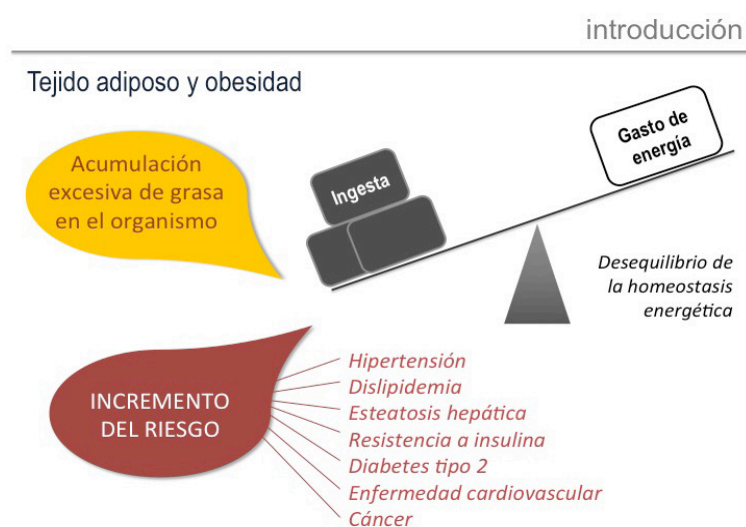 introducción
Tejido adiposo y obesidad
Acumulación
excesiva de grasa
en el organismo
Ingesta
Gasto de
energía
Desequilibrio de
la homeostasis
energética
INCREMENTO
DEL RIESGO
Hipertensión
Dislipidemia
Esteatosis hepática
Resistencia a insulina
Diabetes tipo 2
Enfermedad cardiovascular
Cáncer